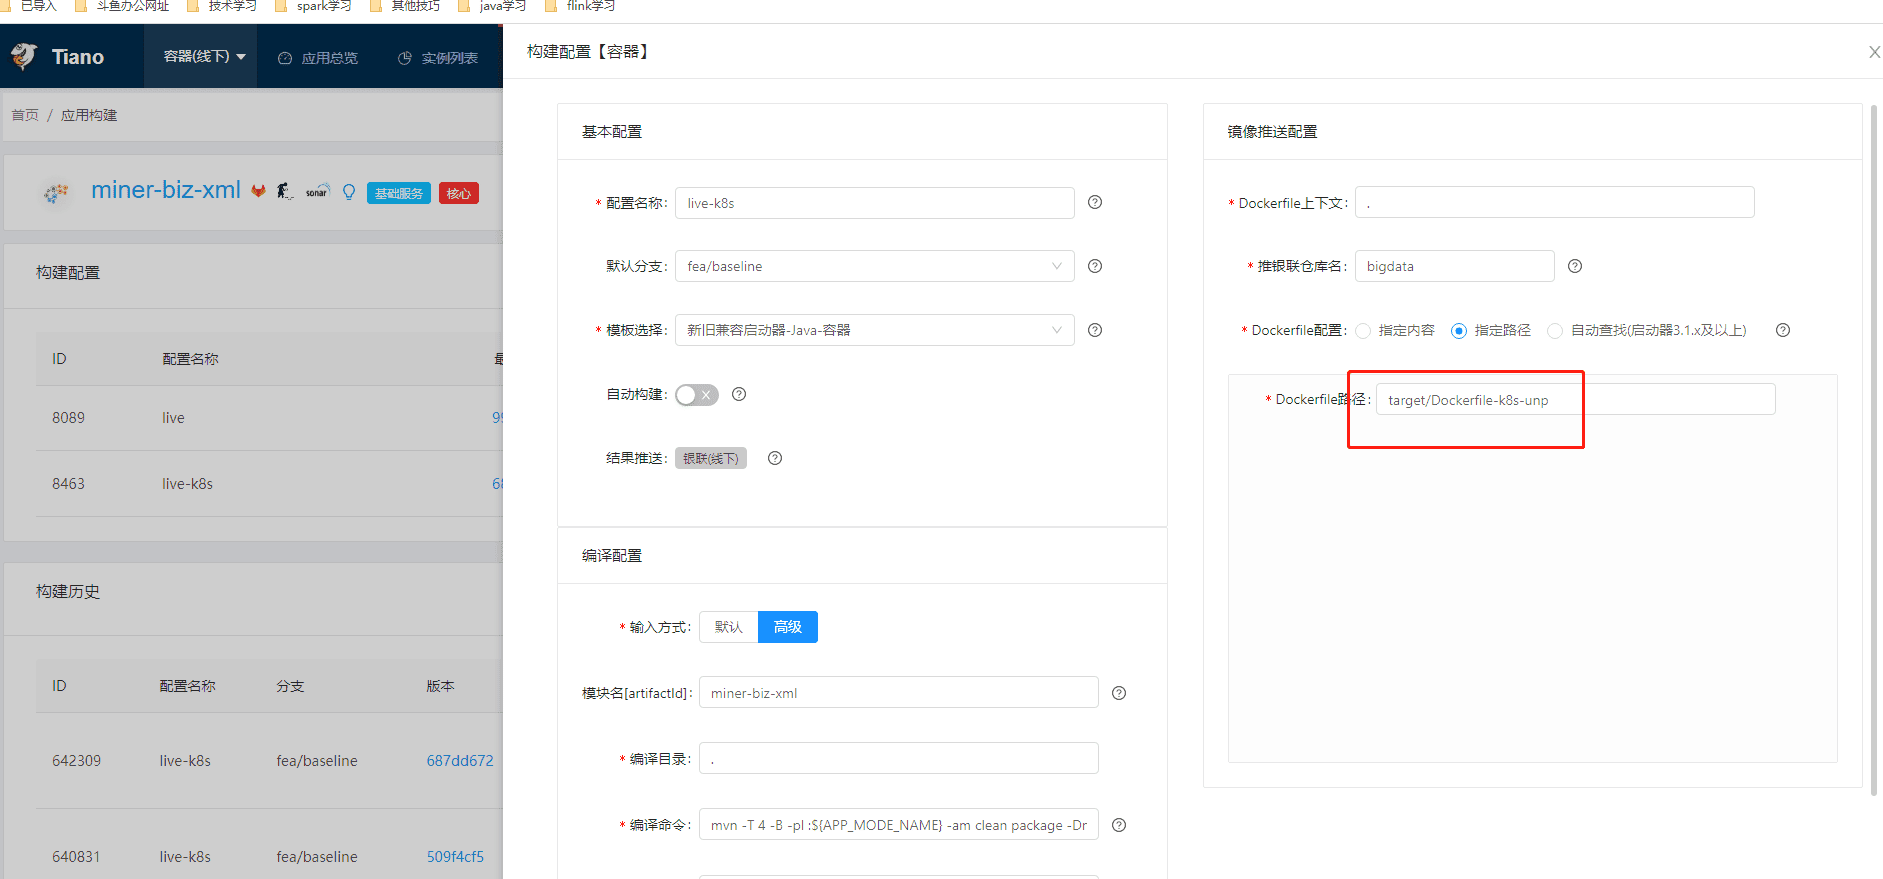 已导入 斗鱼办公网址 技术学习 spark学习 其他技巧 java学习 flink学习
Tiano 容器(线下) 应用总览 实例列表
首页 / 应用构建
miner-biz-xml sonar 基础服务 核心
构建配置
ID 配置名称
8089 live
8463 live-k8s
构建历史
ID 配置名称 分支 版本
642309 live-k8s fea/baseline 687dd672
640831 live-k8s fea/baseline 509f4cf5
构建配置【容器】
基本配置
* 配置名称: live-k8s
默认分支: fea/baseline
* 模板选择: 新旧兼容启动器-Java-容器
自动构建:
结果推送: 银联(线下)
编译配置
* 输入方式: 默认 高级
模块名[artifactId]: miner-biz-xml
* 编译目录: .
* 编译命令: mvn -T 4 -B -pl :${APP_MODE_NAME} -am clean package -Dr
镜像推送配置
* Dockerfile上下文: .
* 推银联仓库名: bigdata
* Dockerfile配置: 指定内容 指定路径 自动查找(启动器3.1.x及以上)
* Dockerfile路径: target/Dockerfile-k8s-unp